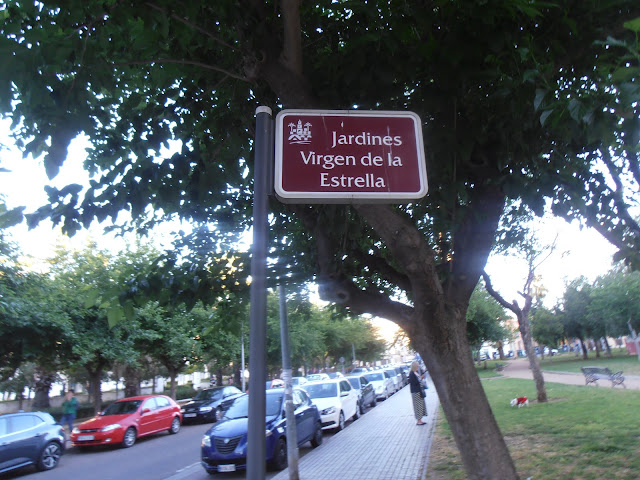 Jardines
Virgen de la
Estrella